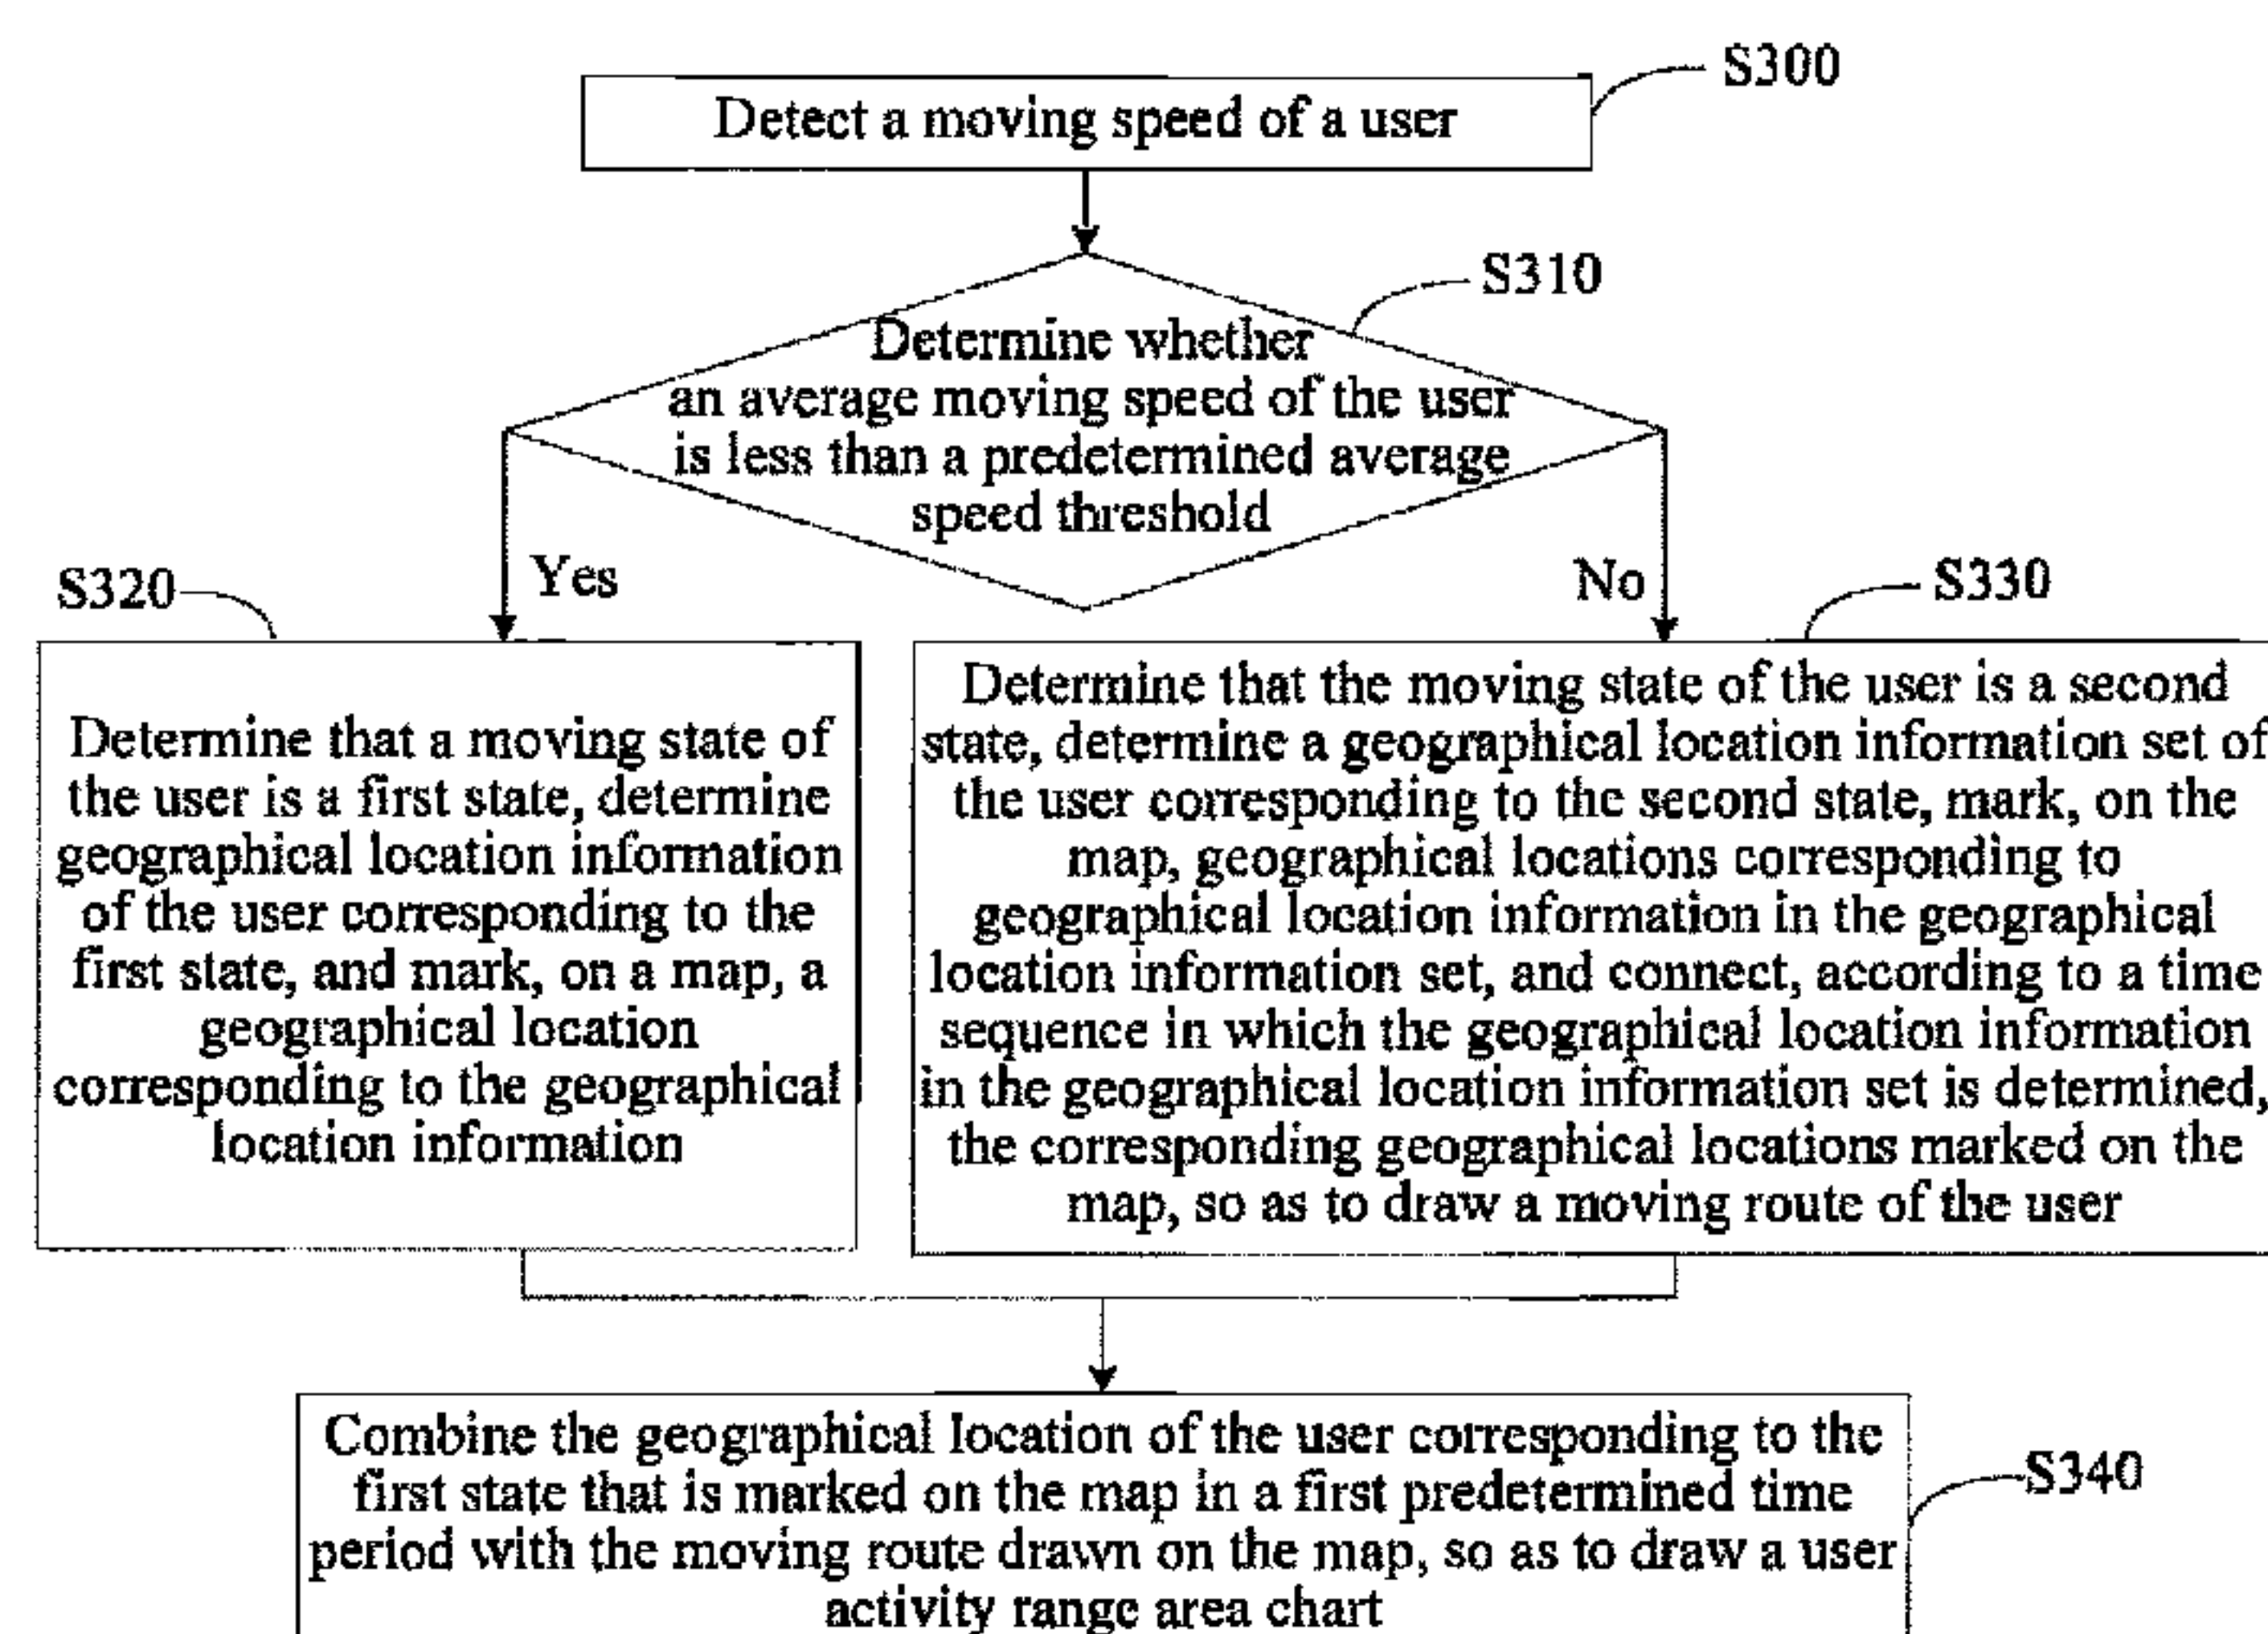 S300
Detect a moving speed of a user
S310
Determine whether
an average moving speed of the user
is less than a predetermined average
speed threshold
Yes
No
S320
S330
Determine that a moving state of
the user is a first state, determine
geographical location information
of the user corresponding to the
first state, and mark, on a map, a
geographical location
corresponding to the geographical
location information
Determine that the moving state of the user is a second
state, determine a geographical location information set of
the user corresponding to the second state, mark, on the
map, geographical locations corresponding to
geographical location information in the geographical
location information set, and connect, according to a time
sequence in which the geographical location information
in the geographical location information set is determined,
the corresponding geographical locations marked on the
map, so as to draw a moving route of the user
Combine the geographical location of the user corresponding to the
first state that is marked on the map in a first predetermined time
period with the moving route drawn on the map, so as to draw a user
activity range area chart
S340